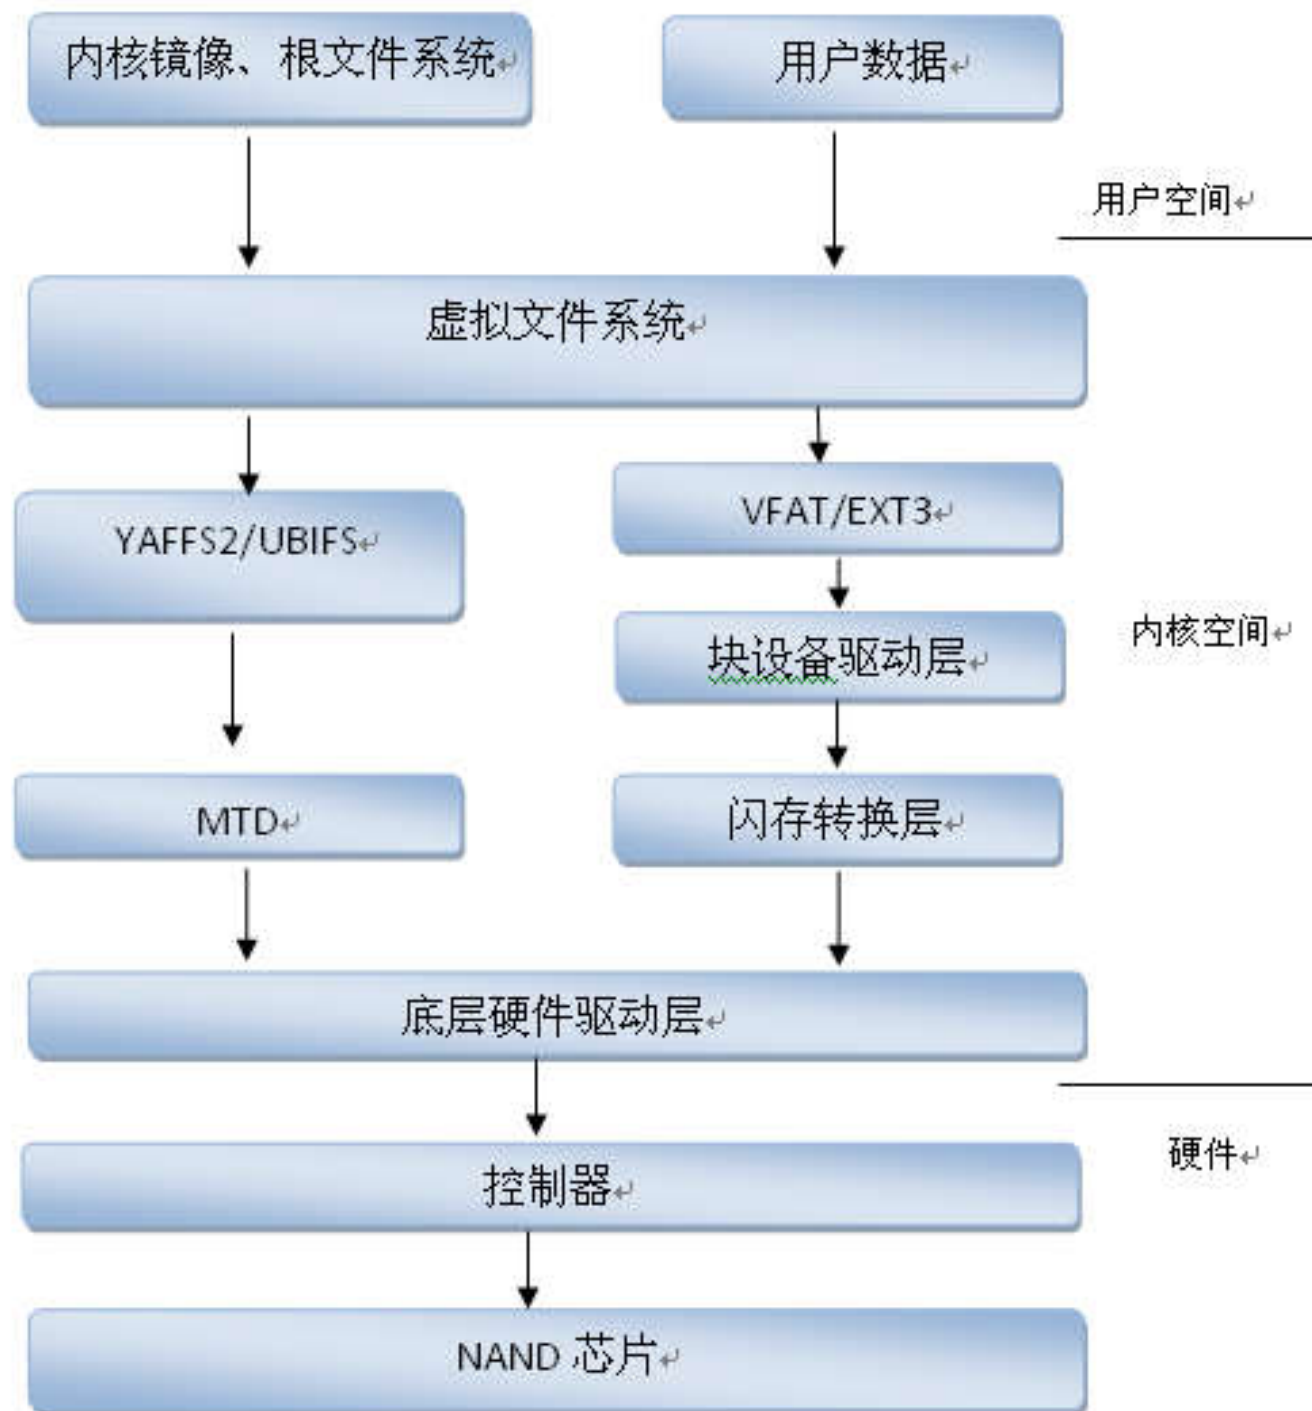 内核镜像、根文件系统
用户数据
用户空间
虚拟文件系统
YAFFS2/UBIFS
VFAT/EXT3
块设备驱动层
内核空间
MTD
闪存转换层
底层硬件驱动层
硬件
控制器
NAND 芯片